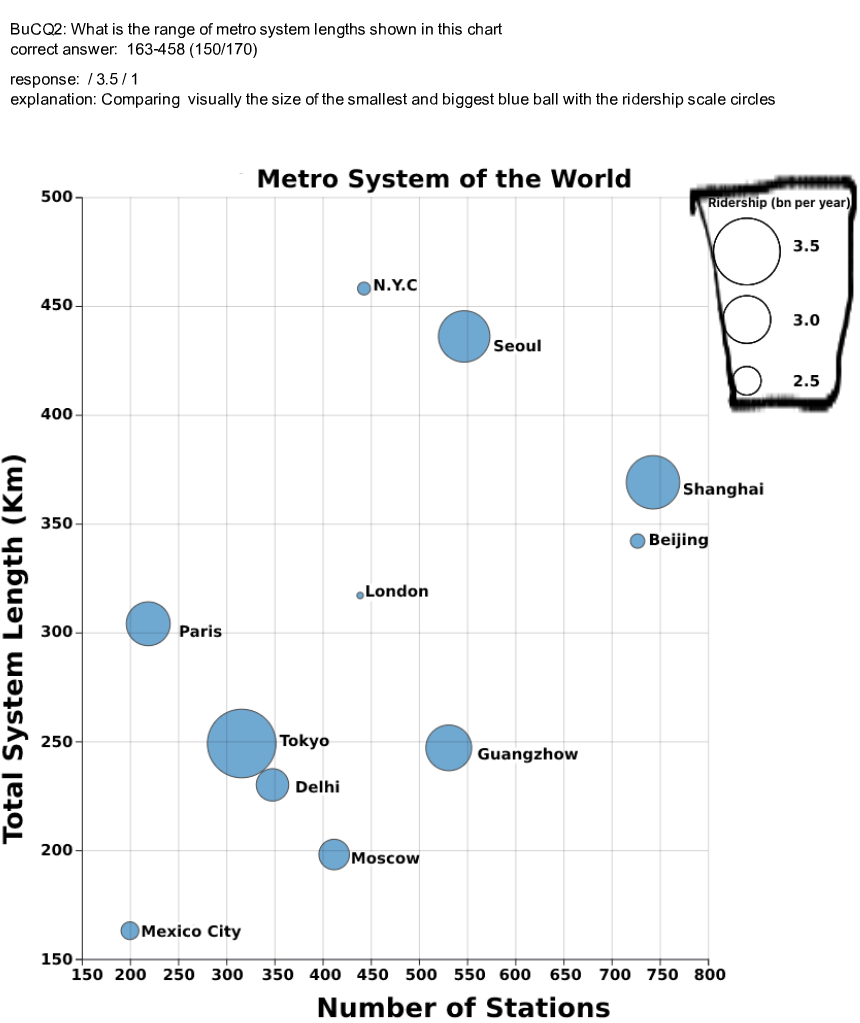 BuCQ2: What is the range of metro system lengths shown in this chart
correct answer:  163-458 (150/170)
response:  / 3.5 / 1
explanation: Comparing  visually the size of the smallest and biggest blue ball with the ridership scale circles
Metro System of the World
Ridership (bn per year)
3.5
3.0
2.5
Total System Length (Km)
500
450
400
350
300
250
200
150
N.Y.C
Seoul
Shanghai
Beijing
London
Paris
Tokyo
Guangzhow
Delhi
Moscow
Mexico City
150 200 250 300 350 400 450 500 550 600 650 700 750 800
Number of Stations